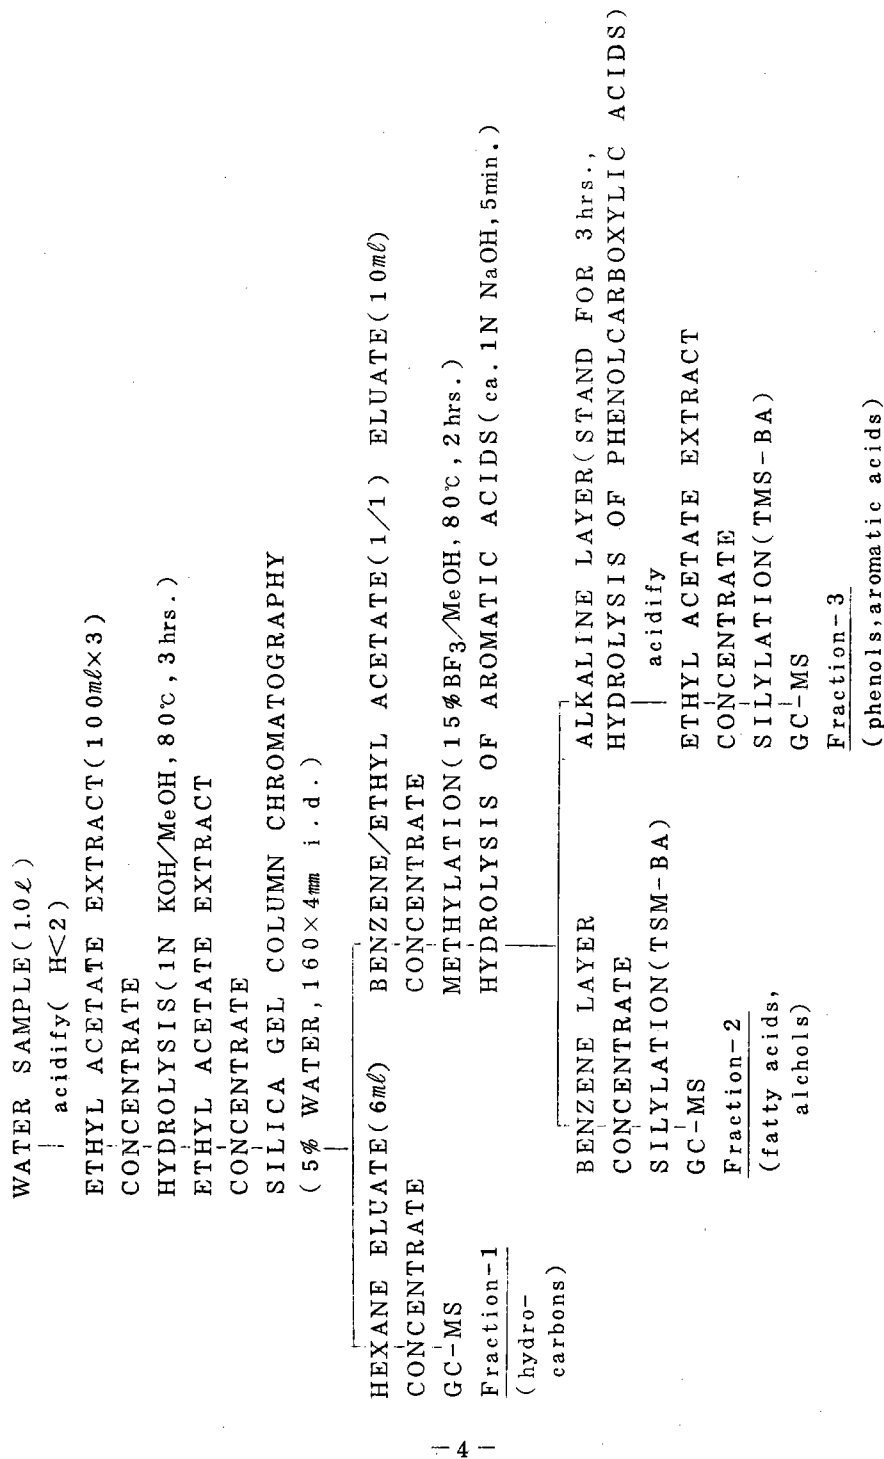 WATER SAMPLE(1.0ℓ)
acidify( H<2)
ETHYL ACETATE EXTRACT(100mℓ×3)
CONCENTRATE
HYDROLYSIS(1N KOH/MeOH,80℃,3hrs.)
ETHYL ACETATE EXTRACT
CONCENTRATE
SILICA GEL COLUMN CHROMATOGRAPHY
(5% WATER,160×4mm i.d.)
HEXANE ELUATE(6mℓ)
CONCENTRATE
GC-MS
Fraction-1
(hydro-
carbons)
BENZENE/ETHYL ACETATE(1/1) ELUATE(10mℓ)
CONCENTRATE
METHYLATION(15%BF3/MeOH,80℃,2hrs.)
HYDROLYSIS OF AROMATIC ACIDS(ca.1N NaOH,5min.)
BENZENE LAYER
CONCENTRATE
SILYLATION(TSM-BA)
GC-MS
Fraction-2
(fatty acids,
alchols)
ALKALINE LAYER(STAND FOR 3hrs.,
HYDROLYSIS OF PHENOLCARBOXYLIC ACIDS)
acidify
ETHYL ACETATE EXTRACT
CONCENTRATE
SILYLATION(TMS-BA)
GC-MS
Fraction-3
(phenols,aromatic acids)
-4-